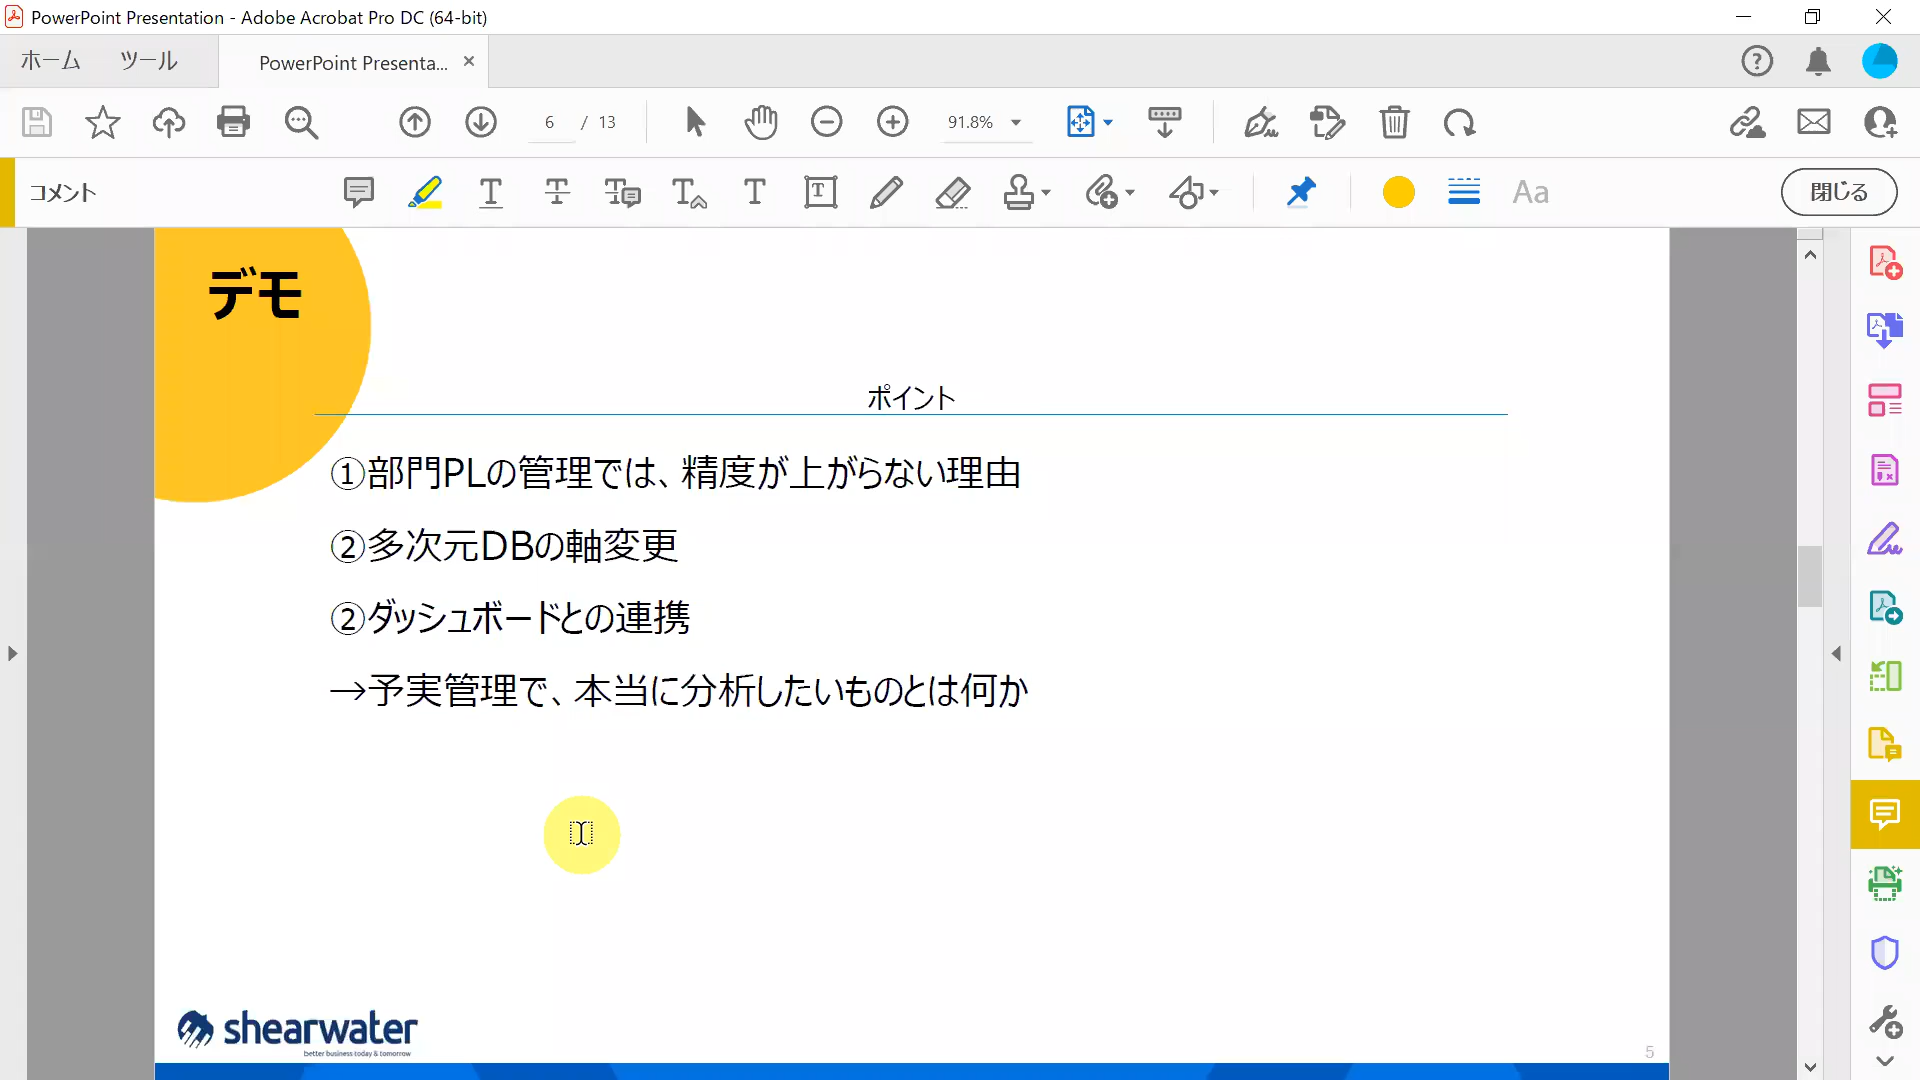 PowerPoint Presentation - Adobe Acrobat Pro DC (64-bit)
ホーム ツール PowerPoint Presenta... ×
6 / 13 91.8%
コメント Aa 閉じる
デモ
ポイント
①部門PLの管理では、精度が上がらない理由
②多次元DBの軸変更
②ダッシュボードとの連携
→予実管理で、本当に分析したいものとは何か
shearwater
better business today & tomorrow
5